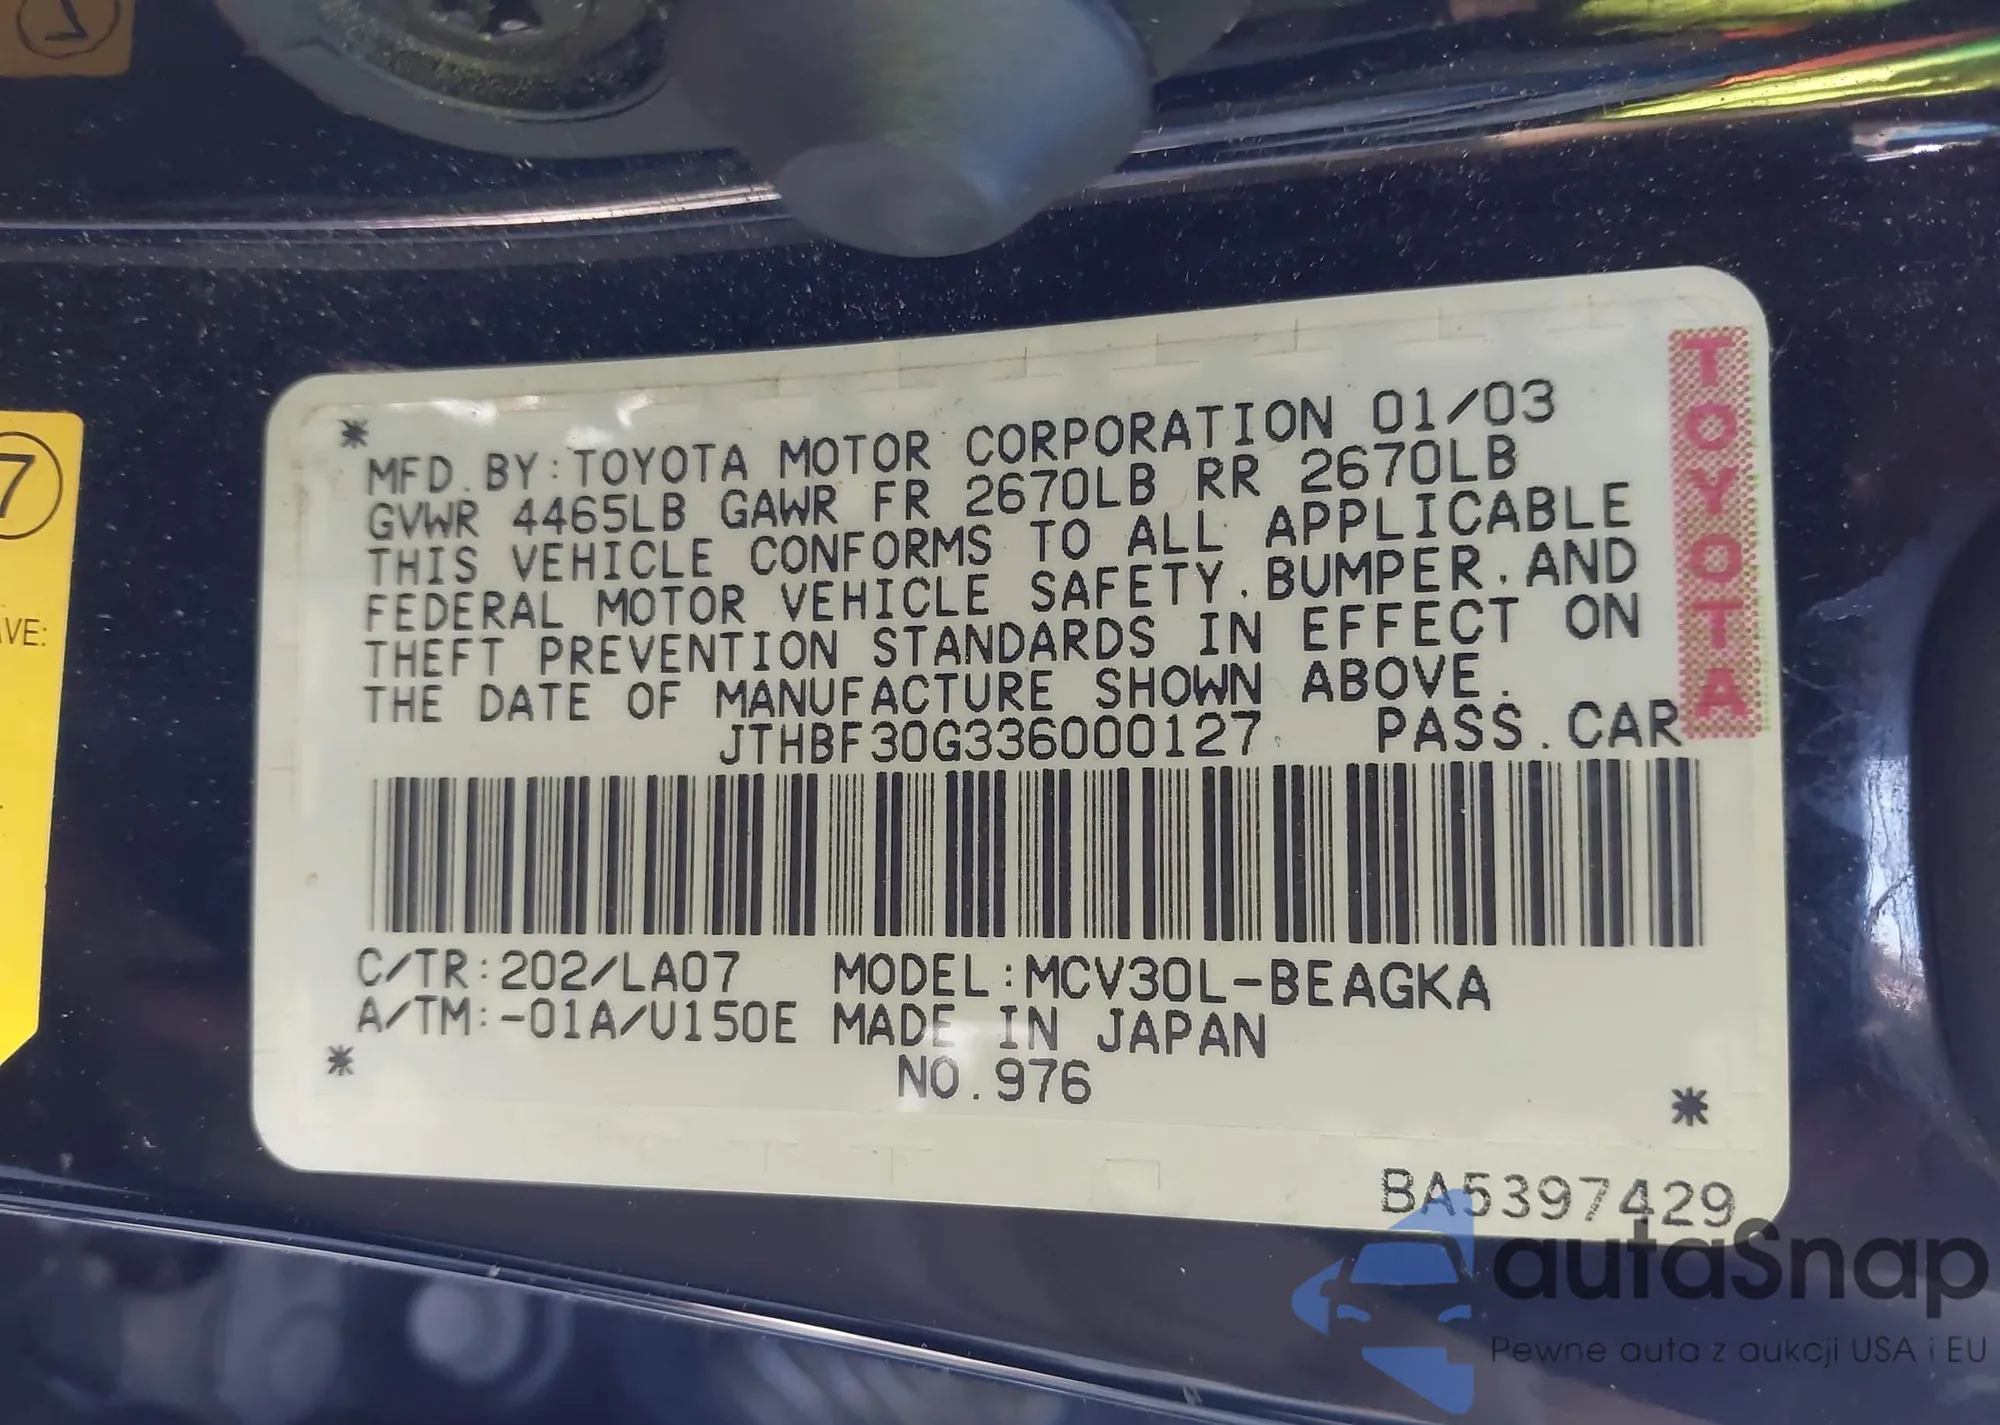 7
AVE:
TOYOTA
*
MFD. BY:TOYOTA MOTOR CORPORATION 01/03
GVWR 4465LB GAWR FR 2670LB RR 2670LB
THIS VEHICLE CONFORMS TO ALL APPLICABLE
FEDERAL MOTOR VEHICLE SAFETY. BUMPER. AND
THEFT PREVENTION STANDARDS IN EFFECT ON
THE DATE OF MANUFACTURE SHOWN ABOVE.
JTHBF30G336000127 PASS. CAR
C/TR:202/LA07 MODEL:MCV30L-BEAGKA
A/TM:-01A/U150E MADE IN JAPAN
* NO.976 *
BA5397429
autaSnap
Pewne auta z aukcji USA i EU